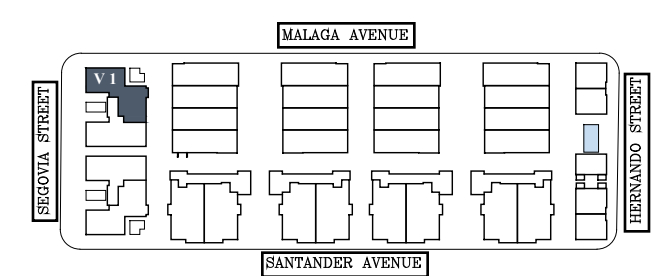 MALAGA AVENUE
V 1
SEGOVIA STREET
HERNANDO STREET
SANTANDER AVENUE